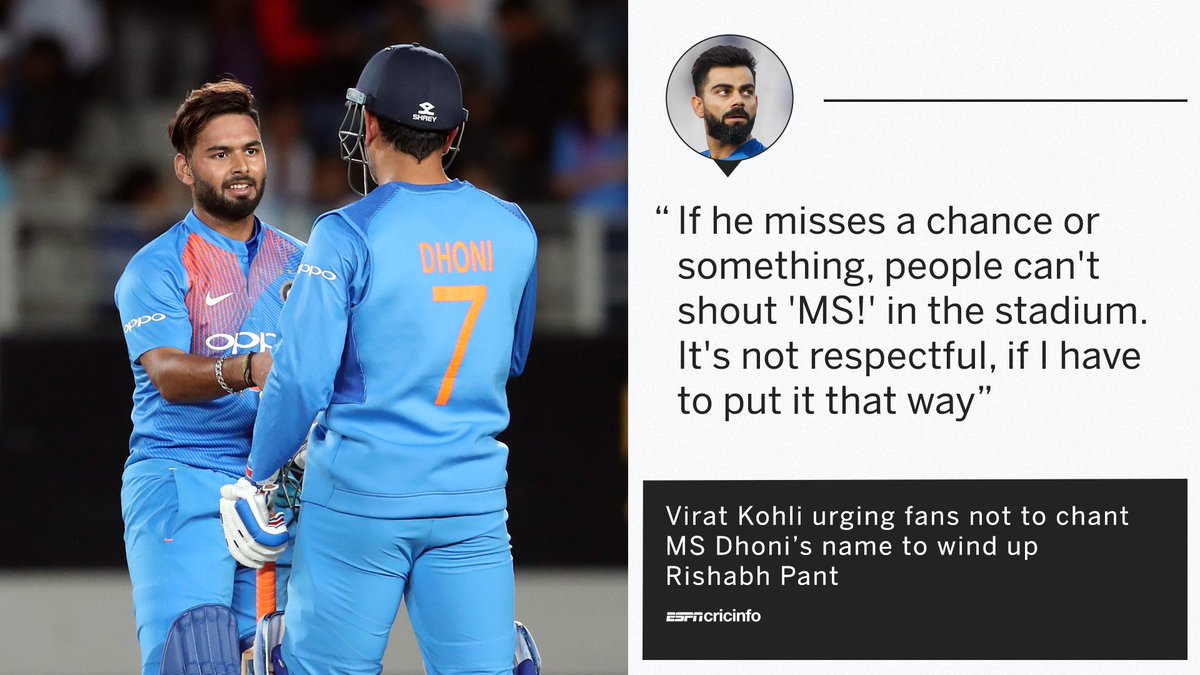 SHREY
DHONI
7
oppo
oppo
oppo
“ If he misses a chance or
something, people can't
shout 'MS!' in the stadium.
It's not respectful, if I have
to put it that way”
Virat Kohli urging fans not to chant
MS Dhoni’s name to wind up
Rishabh Pant
ESPNcricinfo